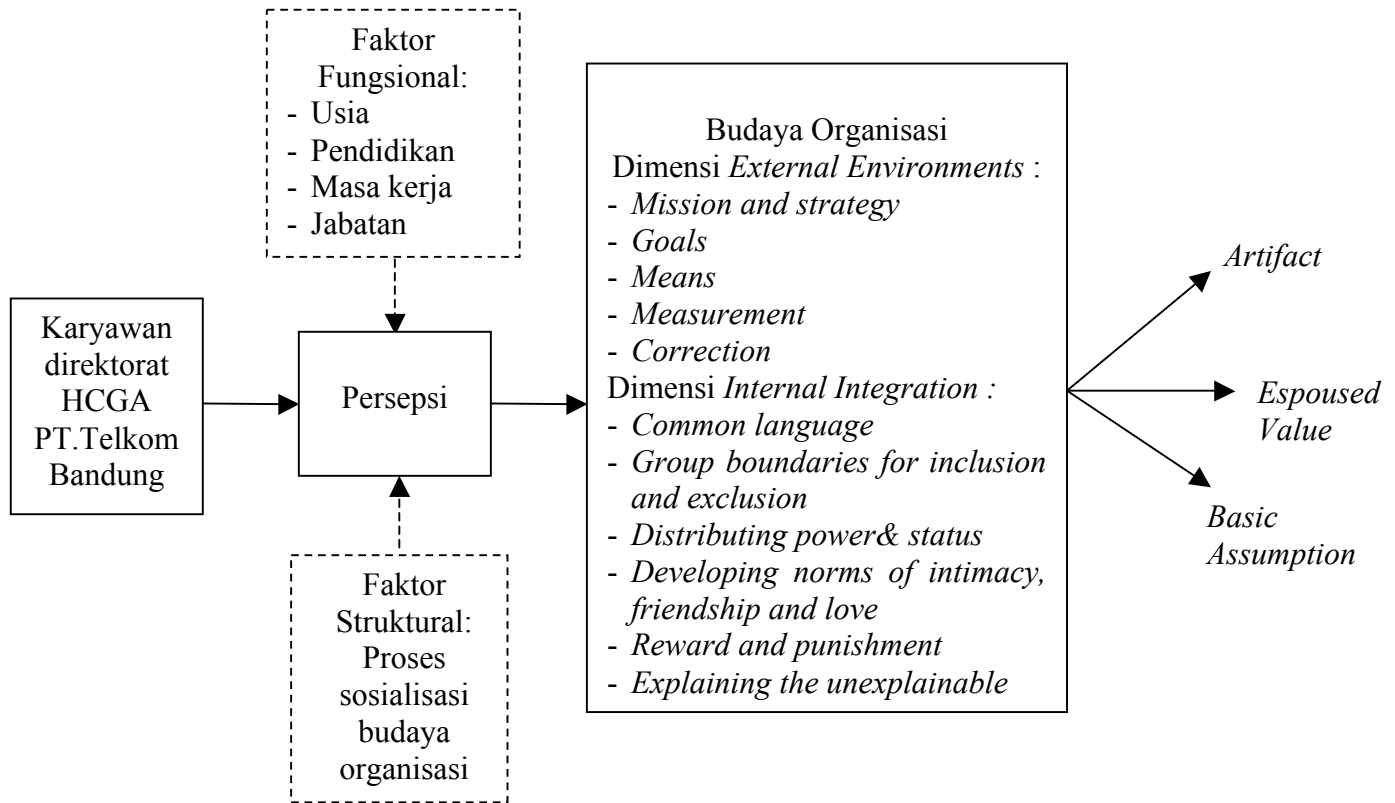 Faktor
Fungsional:
- Usia
- Pendidikan
- Masa kerja
- Jabatan
Karyawan
direktorat
HCGA
PT.Telkom
Bandung
Persepsi
Faktor
Struktural:
Proses
sosialisasi
budaya
organisasi
Budaya Organisasi
Dimensi External Environments :
- Mission and strategy
- Goals
- Means
- Measurement
- Correction
Dimensi Internal Integration :
- Common language
- Group boundaries for inclusion
and exclusion
- Distributing power& status
- Developing norms of intimacy,
friendship and love
- Reward and punishment
- Explaining the unexplainable
Artifact
Espoused
Value
Basic
Assumption